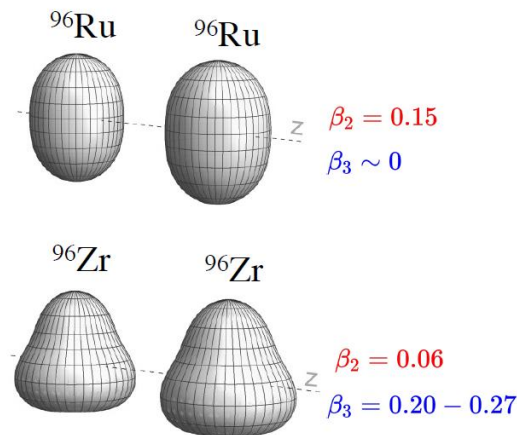 ⁹⁶Ru ⁹⁶Ru
z
β₂ = 0.15
β₃ ∼ 0
⁹⁶Zr ⁹⁶Zr
z
β₂ = 0.06
β₃ = 0.20 − 0.27